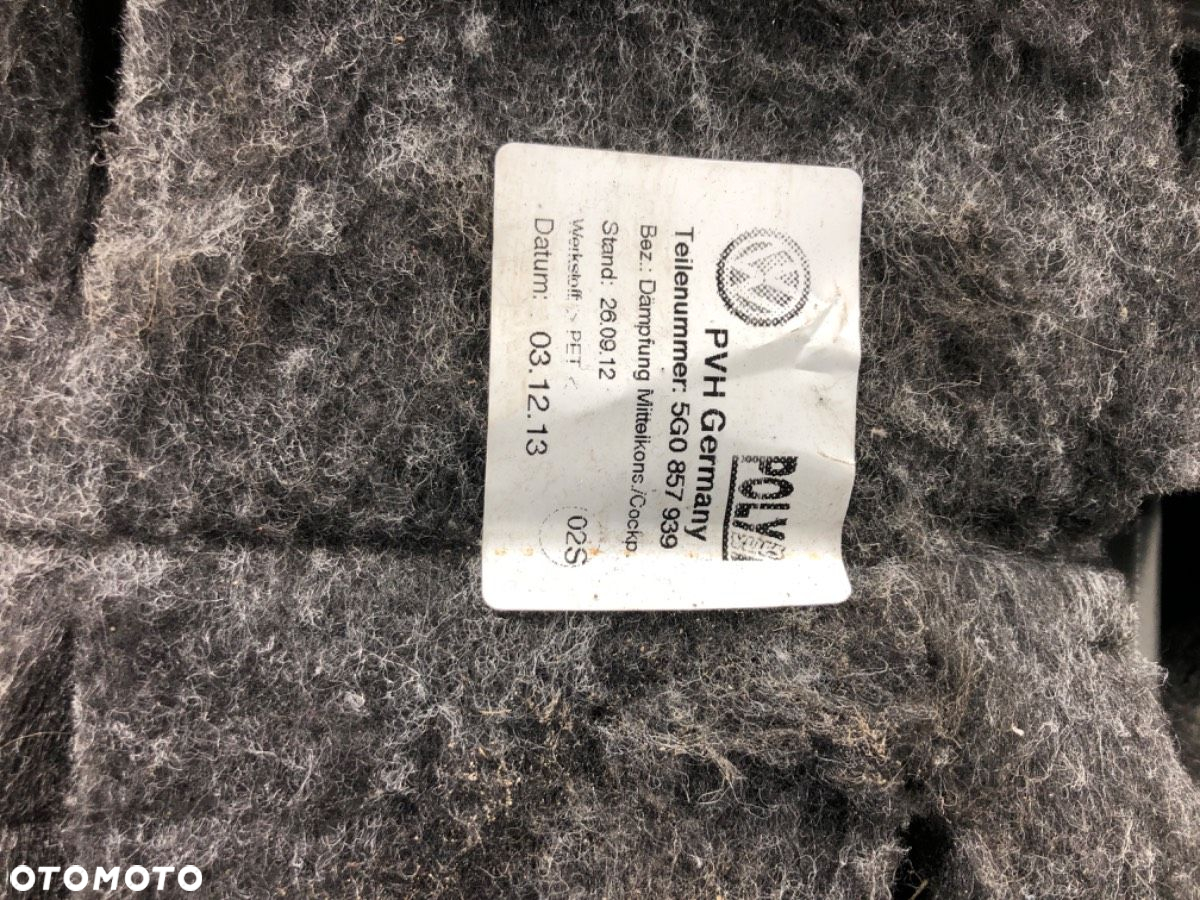 PVH Germany
Teilenummer: 5G0 857 939
Bez.: Dämpfung Mittelkons./Cockp.
Stand: 26.09.12
Werkstoff: > PET <
Datum: 03.12.13
02S
OTOMOTO